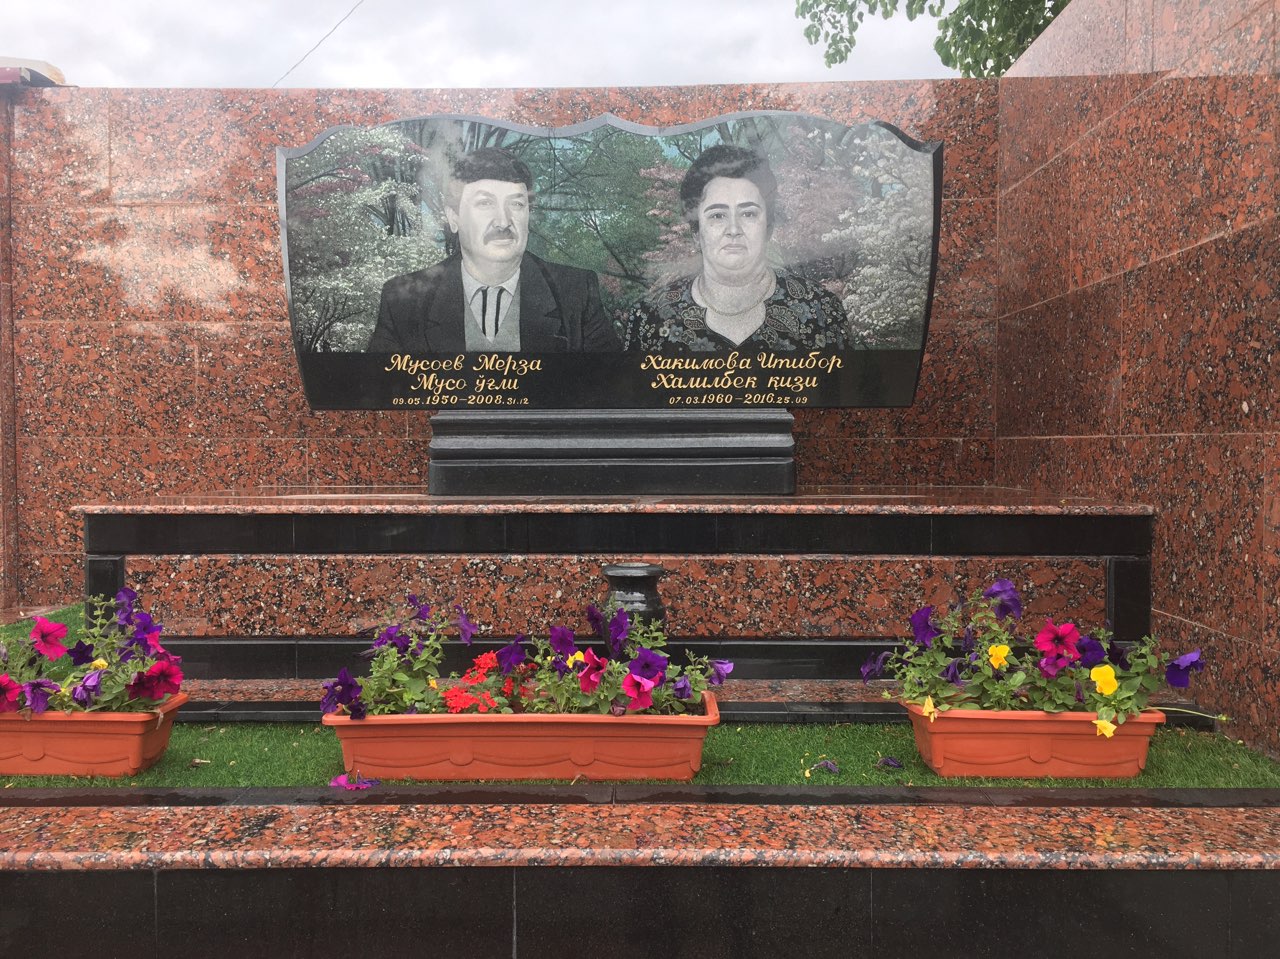 Мусоев Мерза
Мусо ўғли
09.05.1950-2008.31.12
Хакимова Итибор
Халилбек қизи
07.03.1960-2016.25.09